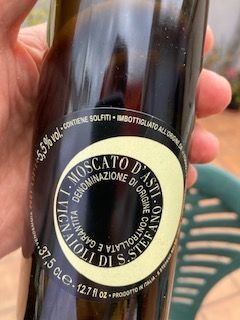 5,5% vol. • CONTIENE SOLFITI • IMBOTTIGLIATO ALL'ORIGINE
MOSCATO D'ASTI
DENOMINAZIONE DI ORIGINE CONTROLLATA E GARANTITA
I VIGNAIOLI DI S. STEFANO
37,5 cL e • 12.7 fl oz • PRODOTTO IN ITALY